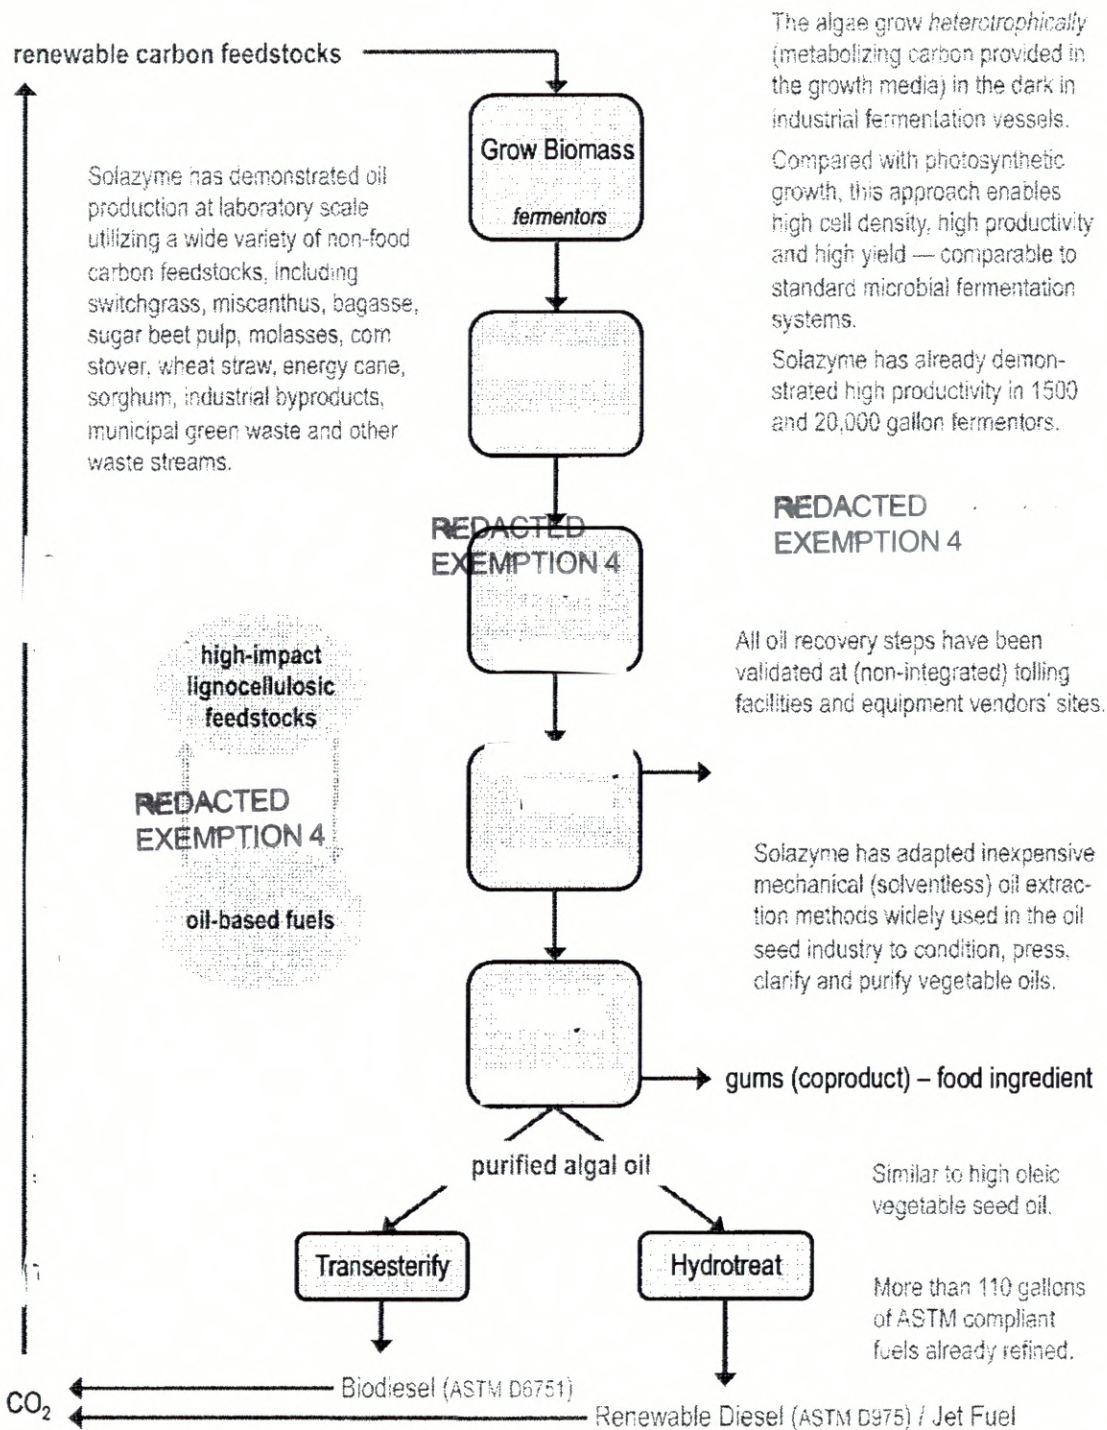 renewable carbon feedstocks
Grow Biomass
fermentors
The algae grow heterotrophically
(metabolizing carbon provided in
the growth media) in the dark in
industrial fermentation vessels.
Compared with photosynthetic
growth, this approach enables
high cell density, high productivity
and high yield — comparable to
standard microbial fermentation
systems.
Solazyme has already demon-
strated high productivity in 1500
and 20,000 gallon fermentors.
Solazyme has demonstrated oil
production at laboratory scale
utilizing a wide variety of non-food
carbon feedstocks, including
switchgrass, miscanthus, bagasse,
sugar beet pulp, molasses, corn
stover, wheat straw, energy cane,
sorghum, industrial byproducts,
municipal green waste and other
waste streams.
REDACTED
EXEMPTION 4
REDACTED
EXEMPTION 4
All oil recovery steps have been
validated at (non-integrated) tolling
facilities and equipment vendors' sites.
high-impact
lignocellulosic
feedstocks
REDACTED
EXEMPTION 4
oil-based fuels
Solazyme has adapted inexpensive
mechanical (solventless) oil extrac-
tion methods widely used in the oil
seed industry to condition, press,
clarify and purify vegetable oils.
gums (coproduct) – food ingredient
purified algal oil
Similar to high oleic
vegetable seed oil.
Transesterify
Hydrotreat
More than 110 gallons
of ASTM compliant
fuels already refined.
Biodiesel (ASTM D6751)
CO₂
Renewable Diesel (ASTM D975) / Jet Fuel